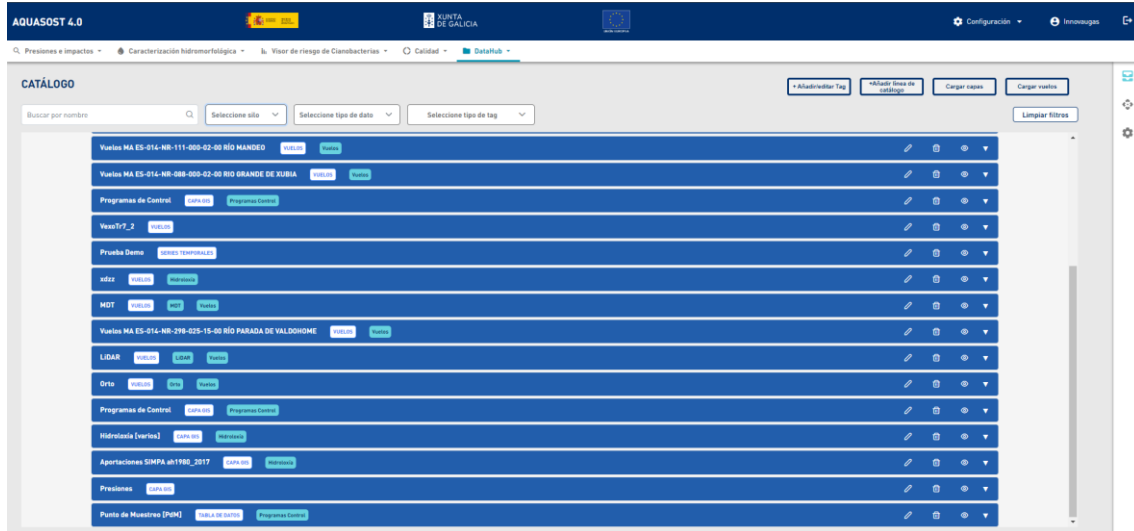 AQUASOST 4.0
XUNTA
DE GALICIA
Configuración
Innovaugas
Presiones e impactos
Caracterización hidromorfológica
Visor de riesgo de Cianobacterias
Calidad
DataHub
CATÁLOGO
+ Añadir/editar Tag
+Añadir línea de
catálogo
Cargar capas
Cargar vuelos
Buscar por nombre
Seleccione silo
Seleccione tipo de dato
Seleccione tipo de tag
Limpiar filtros
Vuelos MA ES-014-NR-111-000-02-00 RÍO MANDEO VUELOS Vuelos
Vuelos MA ES-014-NR-088-000-02-00 RIO GRANDE DE XUBIA VUELOS Vuelos
Programas de Control CAPA GIS Programas Control
VexoTr7_2 VUELOS
Prueba Demo SERIES TEMPORALES
xdzz VUELOS Hidroloxía
MDT VUELOS MDT Vuelos
Vuelos MA ES-014-NR-298-025-15-00 RÍO PARADA DE VALDOHOME VUELOS Vuelos
LiDAR VUELOS LiDAR Vuelos
Orto VUELOS Orto Vuelos
Programas de Control CAPA GIS Programas Control
Hidroloxía [varios] CAPA GIS Hidroloxía
Aportaciones SIMPA ah1980_2017 CAPA GIS Hidroloxía
Presiones CAPA GIS
Punto de Muestreo [PdM] TABLA DE DATOS Programas Control